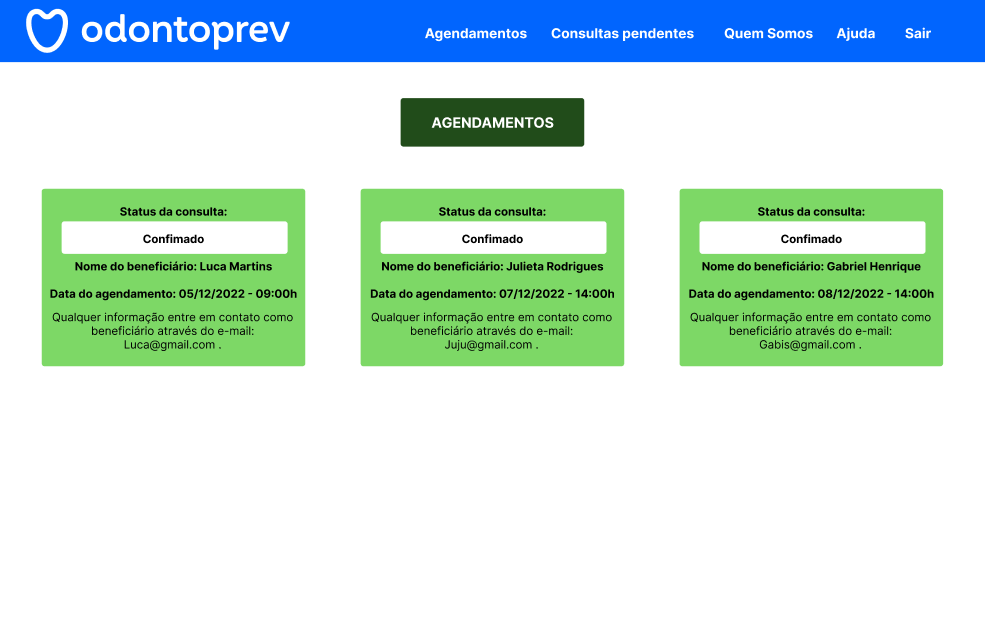 odontoprev
Agendamentos Consultas pendentes Quem Somos Ajuda Sair
AGENDAMENTOS
Status da consulta:
Confimado
Nome do beneficiário: Luca Martins
Data do agendamento: 05/12/2022 - 09:00h
Qualquer informação entre em contato como
beneficiário através do e-mail:
Luca@gmail.com .
Status da consulta:
Confimado
Nome do beneficiário: Julieta Rodrigues
Data do agendamento: 07/12/2022 - 14:00h
Qualquer informação entre em contato como
beneficiário através do e-mail:
Juju@gmail.com .
Status da consulta:
Confimado
Nome do beneficiário: Gabriel Henrique
Data do agendamento: 08/12/2022 - 14:00h
Qualquer informação entre em contato como
beneficiário através do e-mail:
Gabis@gmail.com .